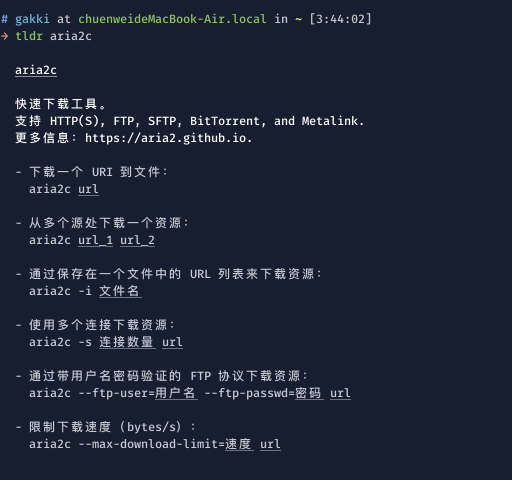 # gakki at chuenweideMacBook-Air.local in ~ [3:44:02]
→ tldr aria2c
aria2c
快速下载工具。
支持 HTTP(S), FTP, SFTP, BitTorrent, and Metalink.
更多信息：https://aria2.github.io.
- 下载一个 URI 到文件：
aria2c url
- 从多个源处下载一个资源：
aria2c url_1 url_2
- 通过保存在一个文件中的 URL 列表来下载资源：
aria2c -i 文件名
- 使用多个连接下载资源：
aria2c -s 连接数量 url
- 通过带用户名密码验证的 FTP 协议下载资源：
aria2c --ftp-user=用户名 --ftp-passwd=密码 url
- 限制下载速度（bytes/s）：
aria2c --max-download-limit=速度 url